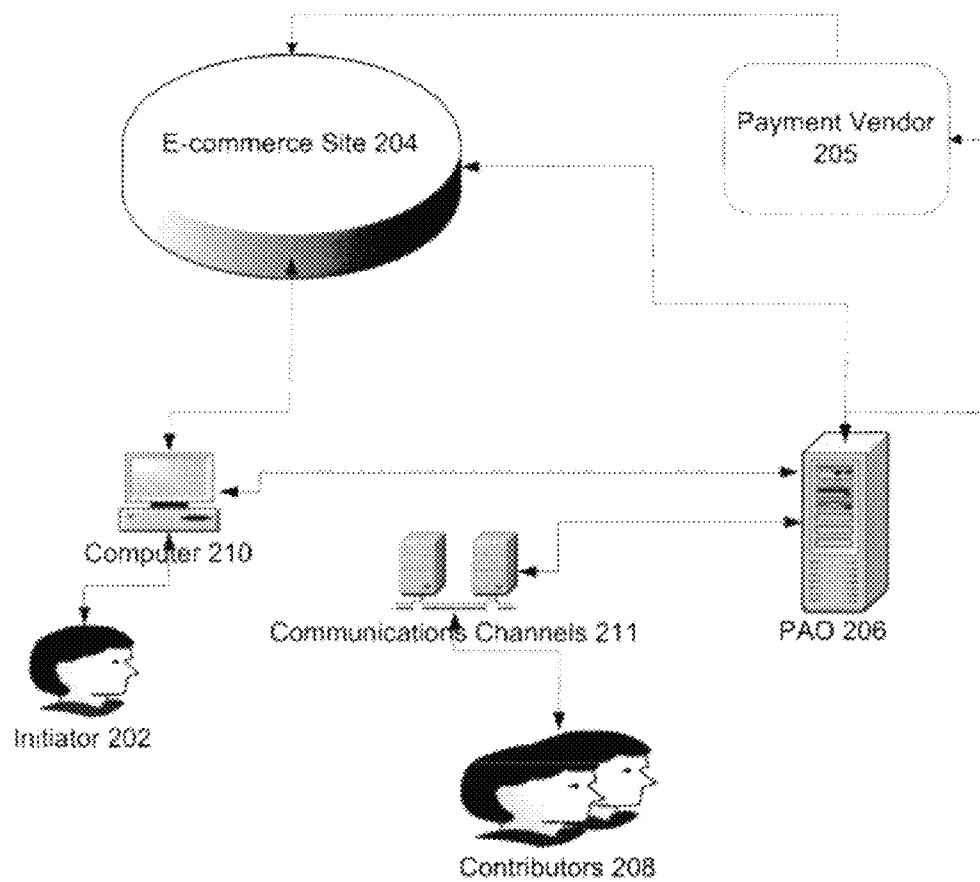 E-commerce Site 204
Payment Vendor
205
Computer 210
Communications Channels 211
PAO 206
Initiator 202
Contributors 208